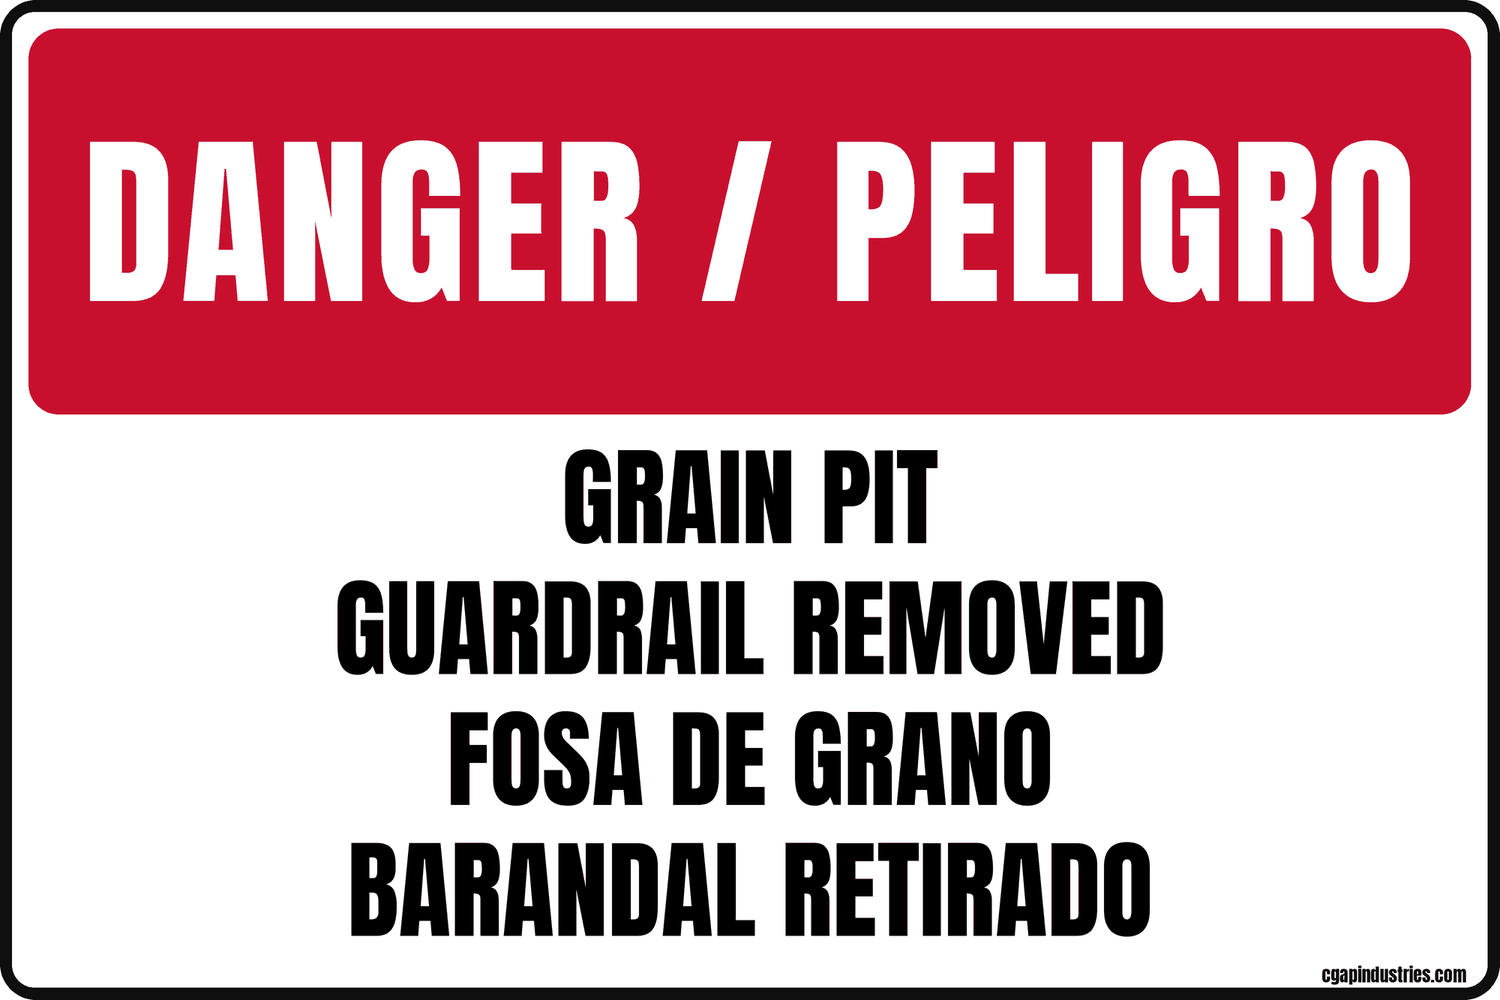 DANGER / PELIGRO
GRAIN PIT
GUARDRAIL REMOVED
FOSA DE GRANO
BARANDAL RETIRADO
cgapindustries.com